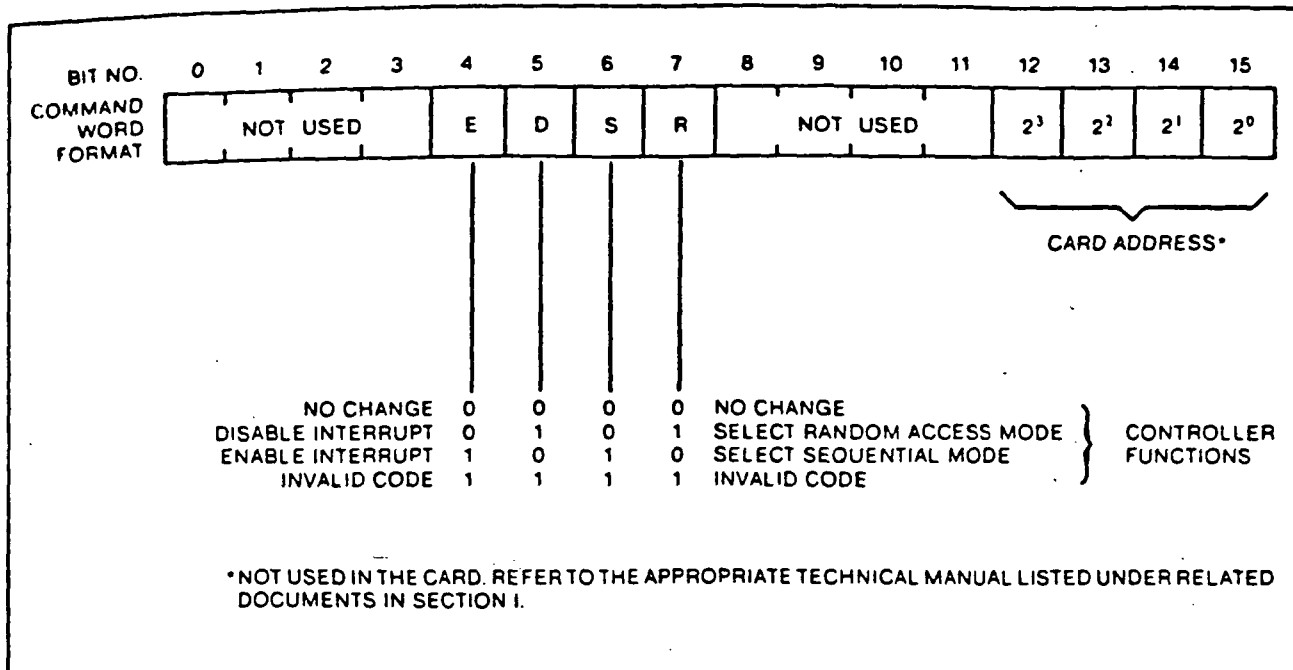 BIT NO. 0 1 2 3 4 5 6 7 8 9 10 11 12 13 14 15
COMMAND WORD FORMAT
NOT USED E D S R NOT USED 2³ 2² 2¹ 2⁰
CARD ADDRESS*
NO CHANGE 0 0 0 0 NO CHANGE
DISABLE INTERRUPT 0 1 0 1 SELECT RANDOM ACCESS MODE
ENABLE INTERRUPT 1 0 1 0 SELECT SEQUENTIAL MODE
INVALID CODE 1 1 1 1 INVALID CODE
CONTROLLER
FUNCTIONS
*NOT USED IN THE CARD. REFER TO THE APPROPRIATE TECHNICAL MANUAL LISTED UNDER RELATED
DOCUMENTS IN SECTION I.